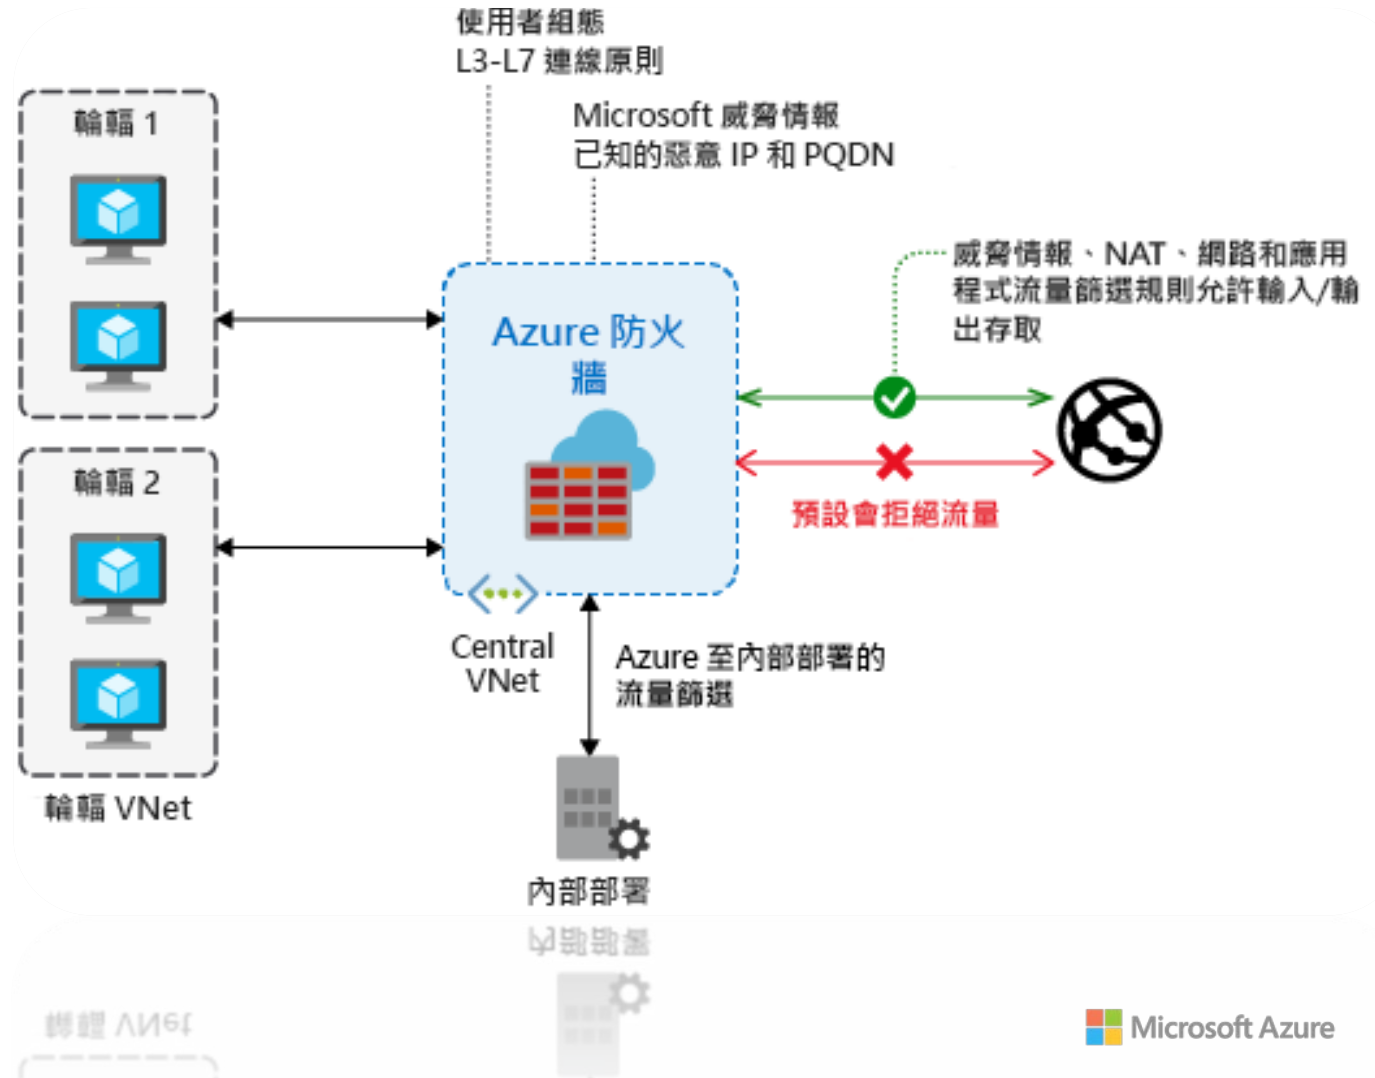 使用者組態
L3-L7 連線原則
Microsoft 威脅情報
已知的惡意 IP 和 PQDN
輪輻 1
威脅情報、NAT、網路和應用
程式流量篩選規則允許輸入/輸
出存取
Azure 防火
牆
輪輻 2
預設會拒絕流量
Central
VNet
Azure 至內部部署的
流量篩選
輪輻 VNet
內部部署
Microsoft Azure